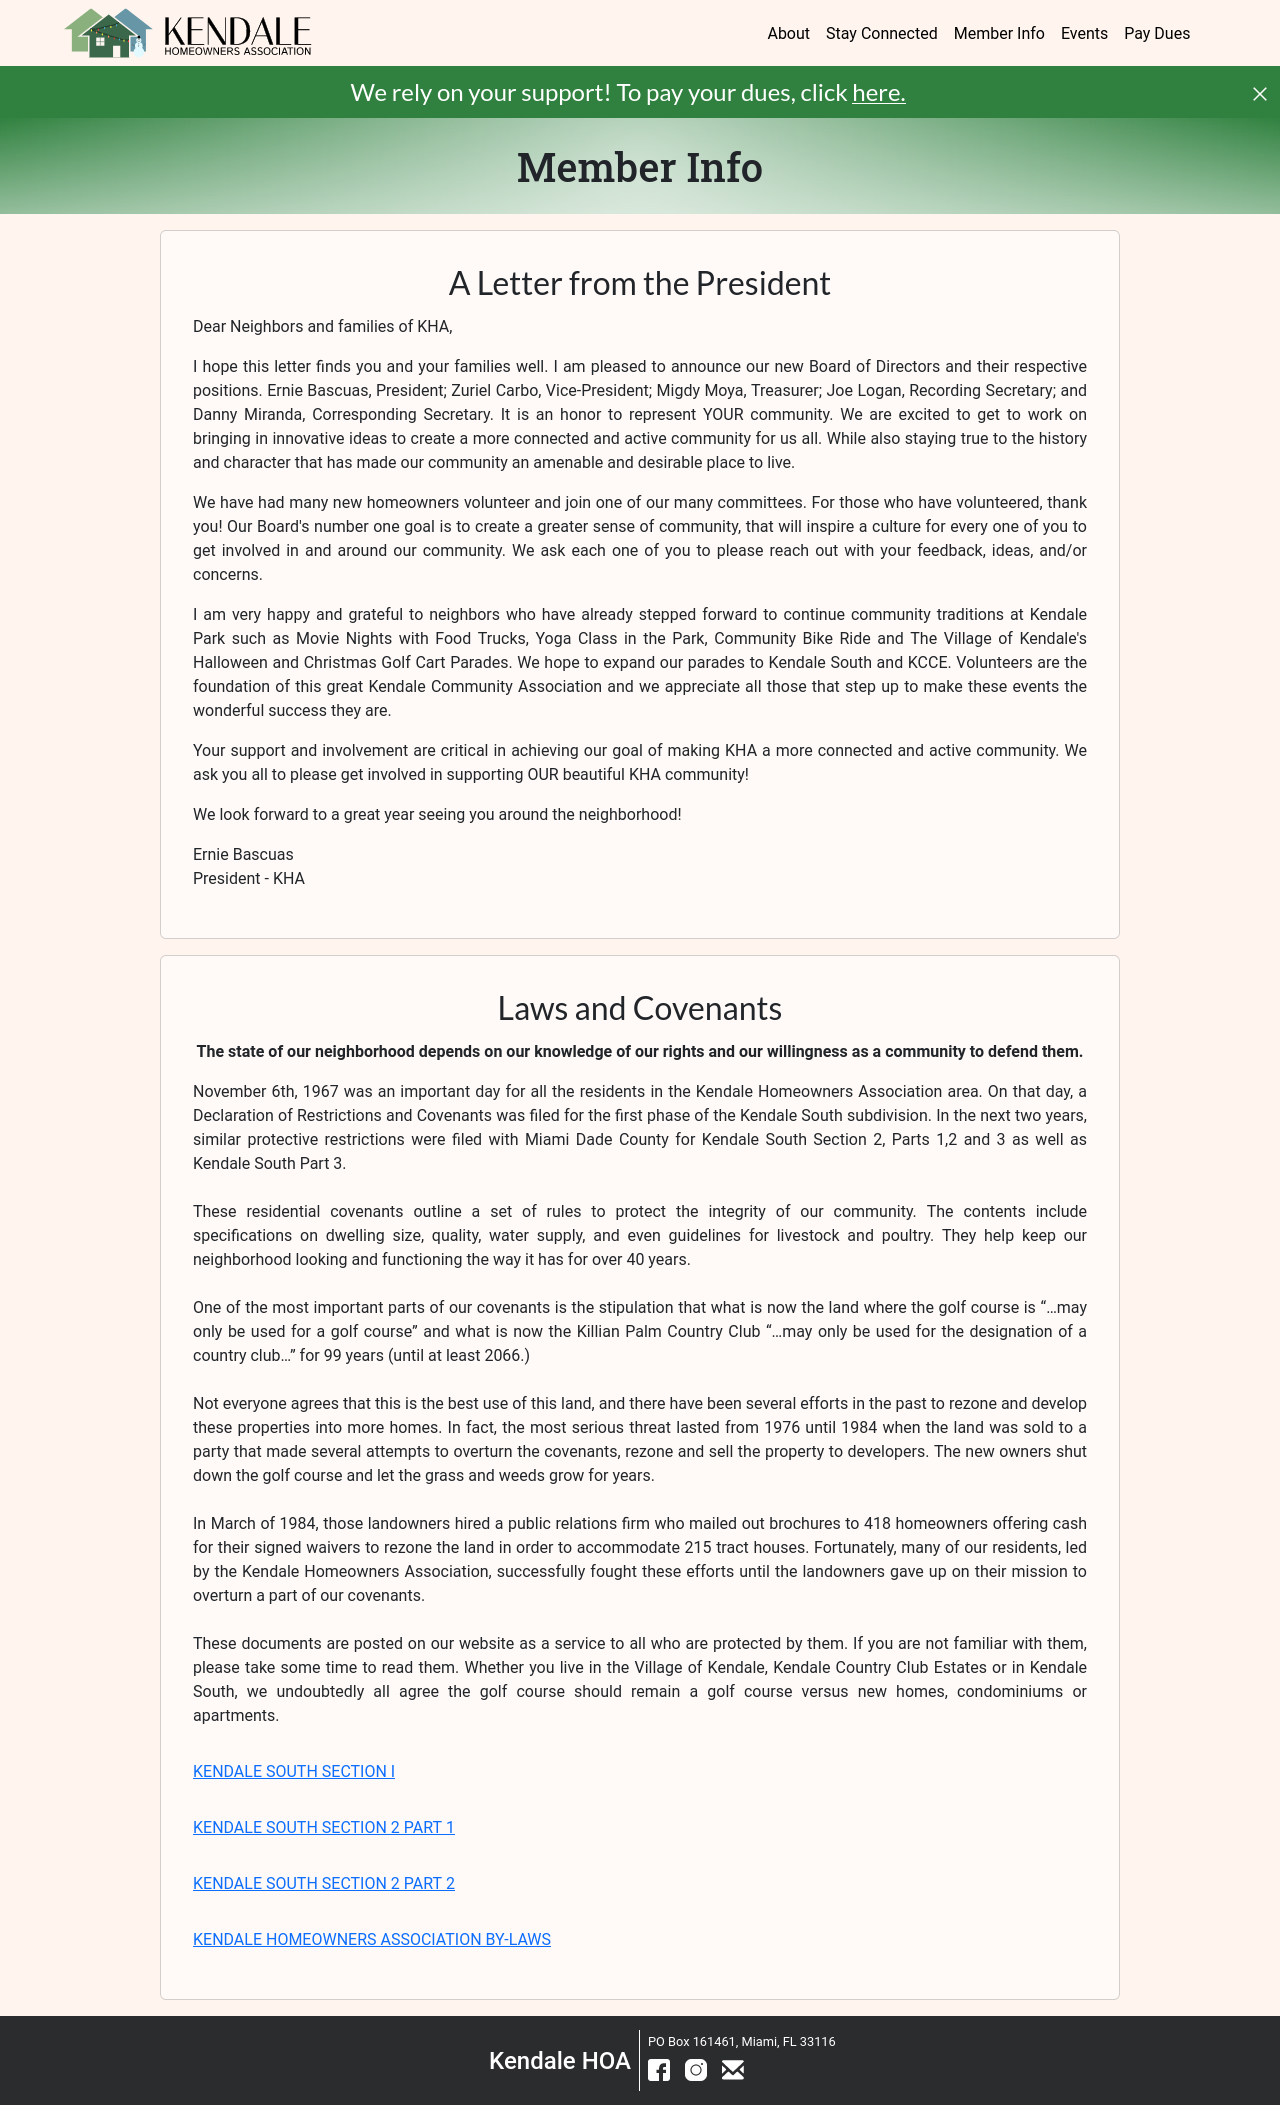 KENDALE
HOMEOWNERS ASSOCIATION
About Stay Connected Member Info Events Pay Dues
We rely on your support! To pay your dues, click here.
Member Info
A Letter from the President
Dear Neighbors and families of KHA,
I hope this letter finds you and your families well. I am pleased to announce our new Board of Directors and their respective
positions. Ernie Bascuas, President; Zuriel Carbo, Vice-President; Migdy Moya, Treasurer; Joe Logan, Recording Secretary; and
Danny Miranda, Corresponding Secretary. It is an honor to represent YOUR community. We are excited to get to work on
bringing in innovative ideas to create a more connected and active community for us all. While also staying true to the history
and character that has made our community an amenable and desirable place to live.
We have had many new homeowners volunteer and join one of our many committees. For those who have volunteered, thank
you! Our Board's number one goal is to create a greater sense of community, that will inspire a culture for every one of you to
get involved in and around our community. We ask each one of you to please reach out with your feedback, ideas, and/or
concerns.
I am very happy and grateful to neighbors who have already stepped forward to continue community traditions at Kendale
Park such as Movie Nights with Food Trucks, Yoga Class in the Park, Community Bike Ride and The Village of Kendale's
Halloween and Christmas Golf Cart Parades. We hope to expand our parades to Kendale South and KCCE. Volunteers are the
foundation of this great Kendale Community Association and we appreciate all those that step up to make these events the
wonderful success they are.
Your support and involvement are critical in achieving our goal of making KHA a more connected and active community. We
ask you all to please get involved in supporting OUR beautiful KHA community!
We look forward to a great year seeing you around the neighborhood!
Ernie Bascuas
President - KHA
Laws and Covenants
The state of our neighborhood depends on our knowledge of our rights and our willingness as a community to defend them.
November 6th, 1967 was an important day for all the residents in the Kendale Homeowners Association area. On that day, a
Declaration of Restrictions and Covenants was filed for the first phase of the Kendale South subdivision. In the next two years,
similar protective restrictions were filed with Miami Dade County for Kendale South Section 2, Parts 1,2 and 3 as well as
Kendale South Part 3.
These residential covenants outline a set of rules to protect the integrity of our community. The contents include
specifications on dwelling size, quality, water supply, and even guidelines for livestock and poultry. They help keep our
neighborhood looking and functioning the way it has for over 40 years.
One of the most important parts of our covenants is the stipulation that what is now the land where the golf course is “…may
only be used for a golf course” and what is now the Killian Palm Country Club “…may only be used for the designation of a
country club…” for 99 years (until at least 2066.)
Not everyone agrees that this is the best use of this land, and there have been several efforts in the past to rezone and develop
these properties into more homes. In fact, the most serious threat lasted from 1976 until 1984 when the land was sold to a
party that made several attempts to overturn the covenants, rezone and sell the property to developers. The new owners shut
down the golf course and let the grass and weeds grow for years.
In March of 1984, those landowners hired a public relations firm who mailed out brochures to 418 homeowners offering cash
for their signed waivers to rezone the land in order to accommodate 215 tract houses. Fortunately, many of our residents, led
by the Kendale Homeowners Association, successfully fought these efforts until the landowners gave up on their mission to
overturn a part of our covenants.
These documents are posted on our website as a service to all who are protected by them. If you are not familiar with them,
please take some time to read them. Whether you live in the Village of Kendale, Kendale Country Club Estates or in Kendale
South, we undoubtedly all agree the golf course should remain a golf course versus new homes, condominiums or
apartments.
KENDALE SOUTH SECTION I
KENDALE SOUTH SECTION 2 PART 1
KENDALE SOUTH SECTION 2 PART 2
KENDALE HOMEOWNERS ASSOCIATION BY-LAWS
Kendale HOA
PO Box 161461, Miami, FL 33116